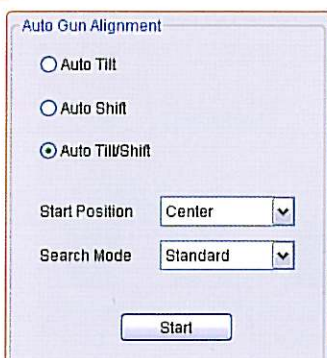 Auto Gun Alignment
Auto Tilt
Auto Shift
Auto Tilt/Shift
Start Position Center
Search Mode Standard
Start